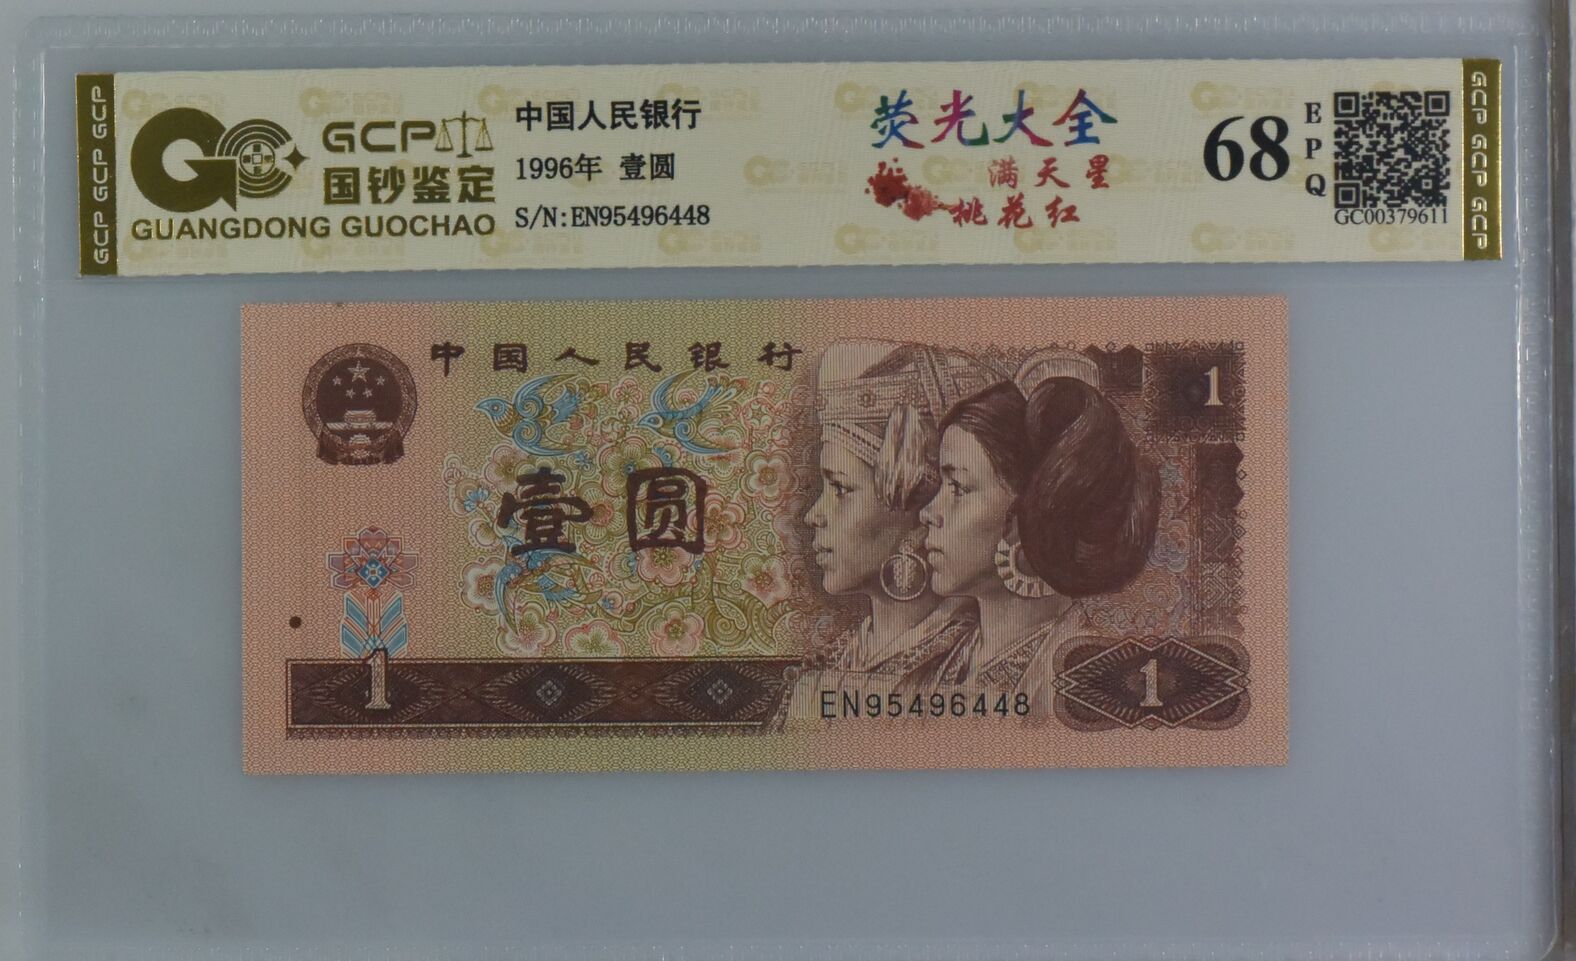 GCP GCP GCP
GCP
国钞鉴定
GUANGDONG GUOCHAO
中国人民银行
1996年 壹圆
S/N:EN95496448
荧光大全
满天星
桃花红
68
EPQ
GC00379611
GCP GCP GCP
中国人民银行
1
壹圆
1
EN95496448
1